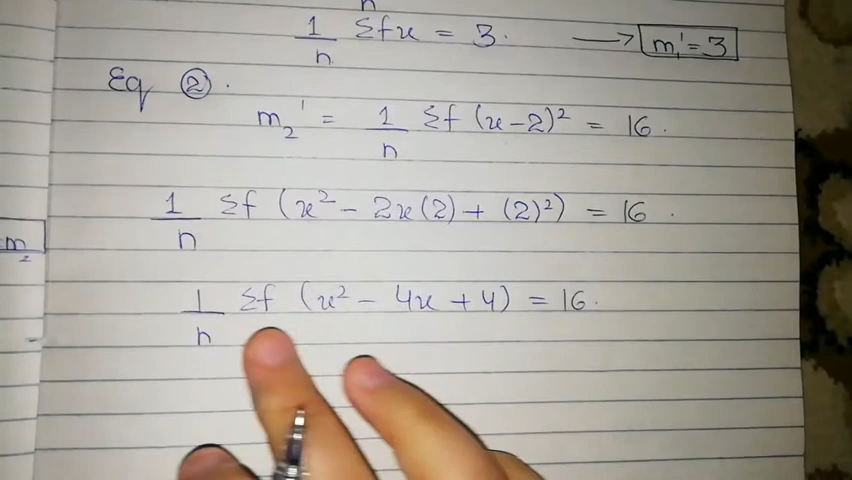 n
1/n Σfx = 3. → m₁' = 3
Eq ②.
m₂' = 1/n Σf (x-2)² = 16.
1/n Σf (x² - 2x(2) + (2)²) = 16.
m₂
1/n Σf (x² - 4x + 4) = 16.